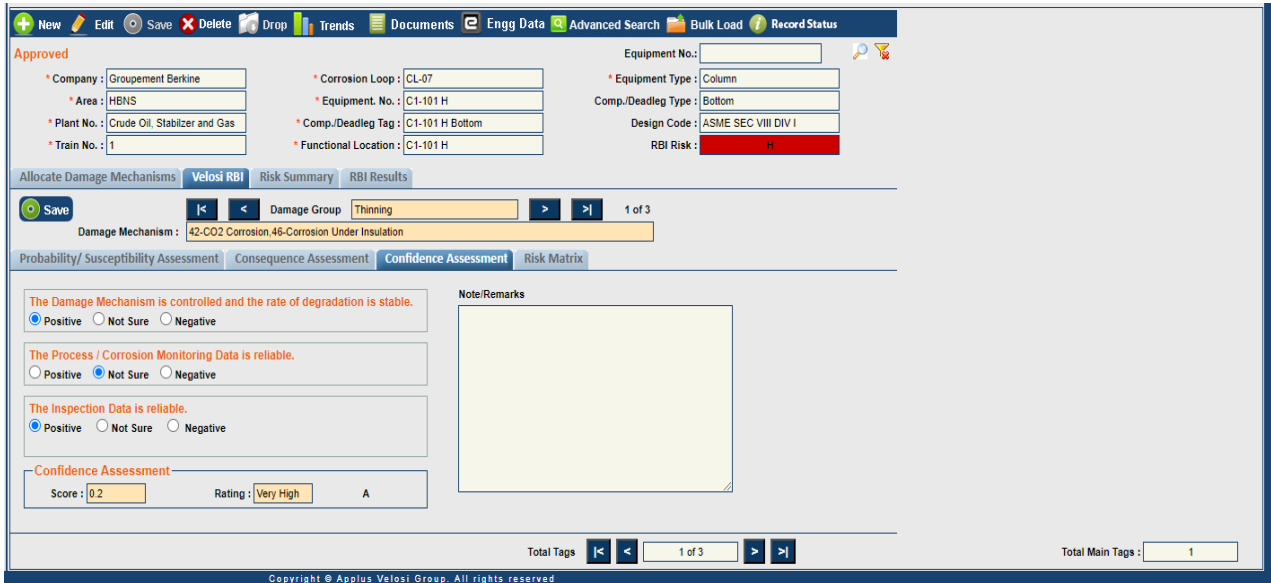 New Edit Save Delete Drop Trends Documents Engg Data Advanced Search Bulk Load Record Status
Approved Equipment No.:
* Company : Groupement Berkine * Corrosion Loop : CL-07 * Equipment Type : Column
* Area : HBNS * Equipment. No. : C1-101 H Comp./Deadleg Type : Bottom
* Plant No. : Crude Oil, Stabilzer and Gas * Comp./Deadleg Tag : C1-101 H Bottom Design Code : ASME SEC VIII DIV I
* Train No. : 1 * Functional Location : C1-101 H RBI Risk : H
Allocate Damage Mechanisms Velosi RBI Risk Summary RBI Results
Save |< < Damage Group Thinning > >| 1 of 3
Damage Mechanism : 42-CO2 Corrosion,46-Corrosion Under Insulation
Probability/ Susceptibility Assessment Consequence Assessment Confidence Assessment Risk Matrix
Note/Remarks
The Damage Mechanism is controlled and the rate of degradation is stable.
Positive Not Sure Negative
The Process / Corrosion Monitoring Data is reliable.
Positive Not Sure Negative
The Inspection Data is reliable.
Positive Not Sure Negative
Confidence Assessment
Score : 0.2 Rating : Very High A
Total Tags |< < 1 of 3 > >| Total Main Tags : 1
Copyright © Applus Velosi Group. All rights reserved